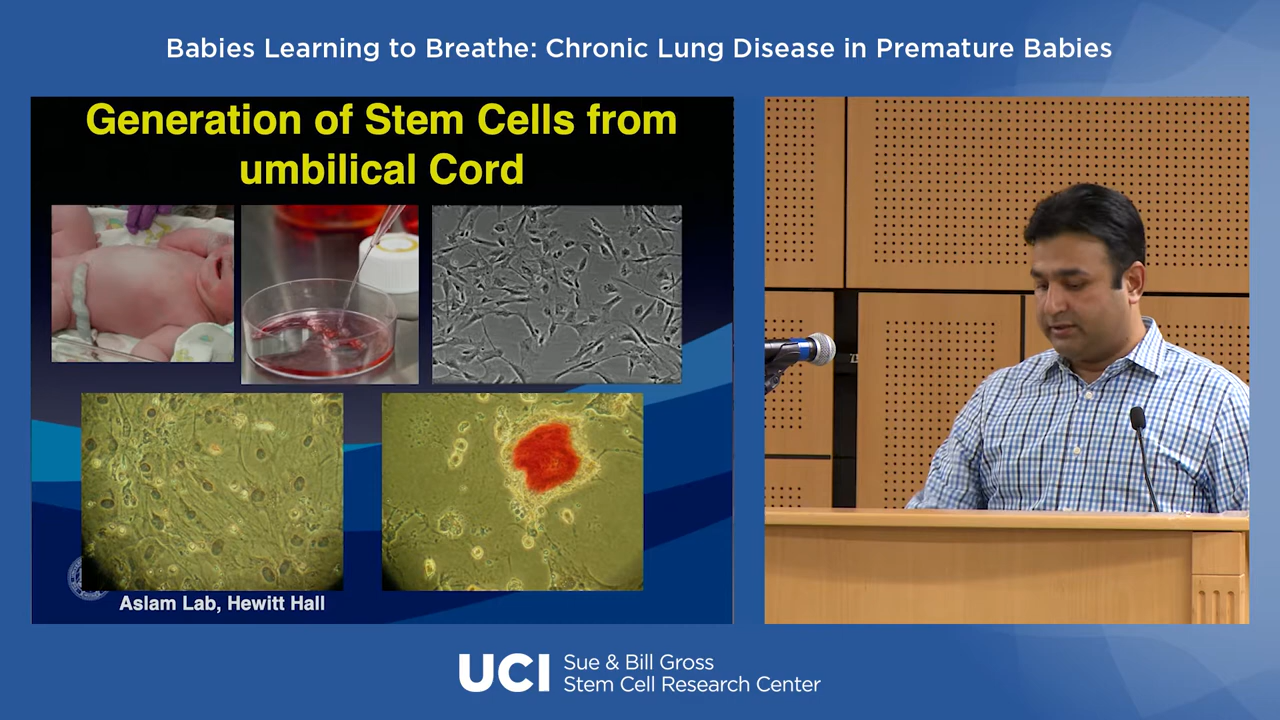 Babies Learning to Breathe: Chronic Lung Disease in Premature Babies
Generation of Stem Cells from
umbilical Cord
Aslam Lab, Hewitt Hall
UCI
Sue & Bill Gross
Stem Cell Research Center